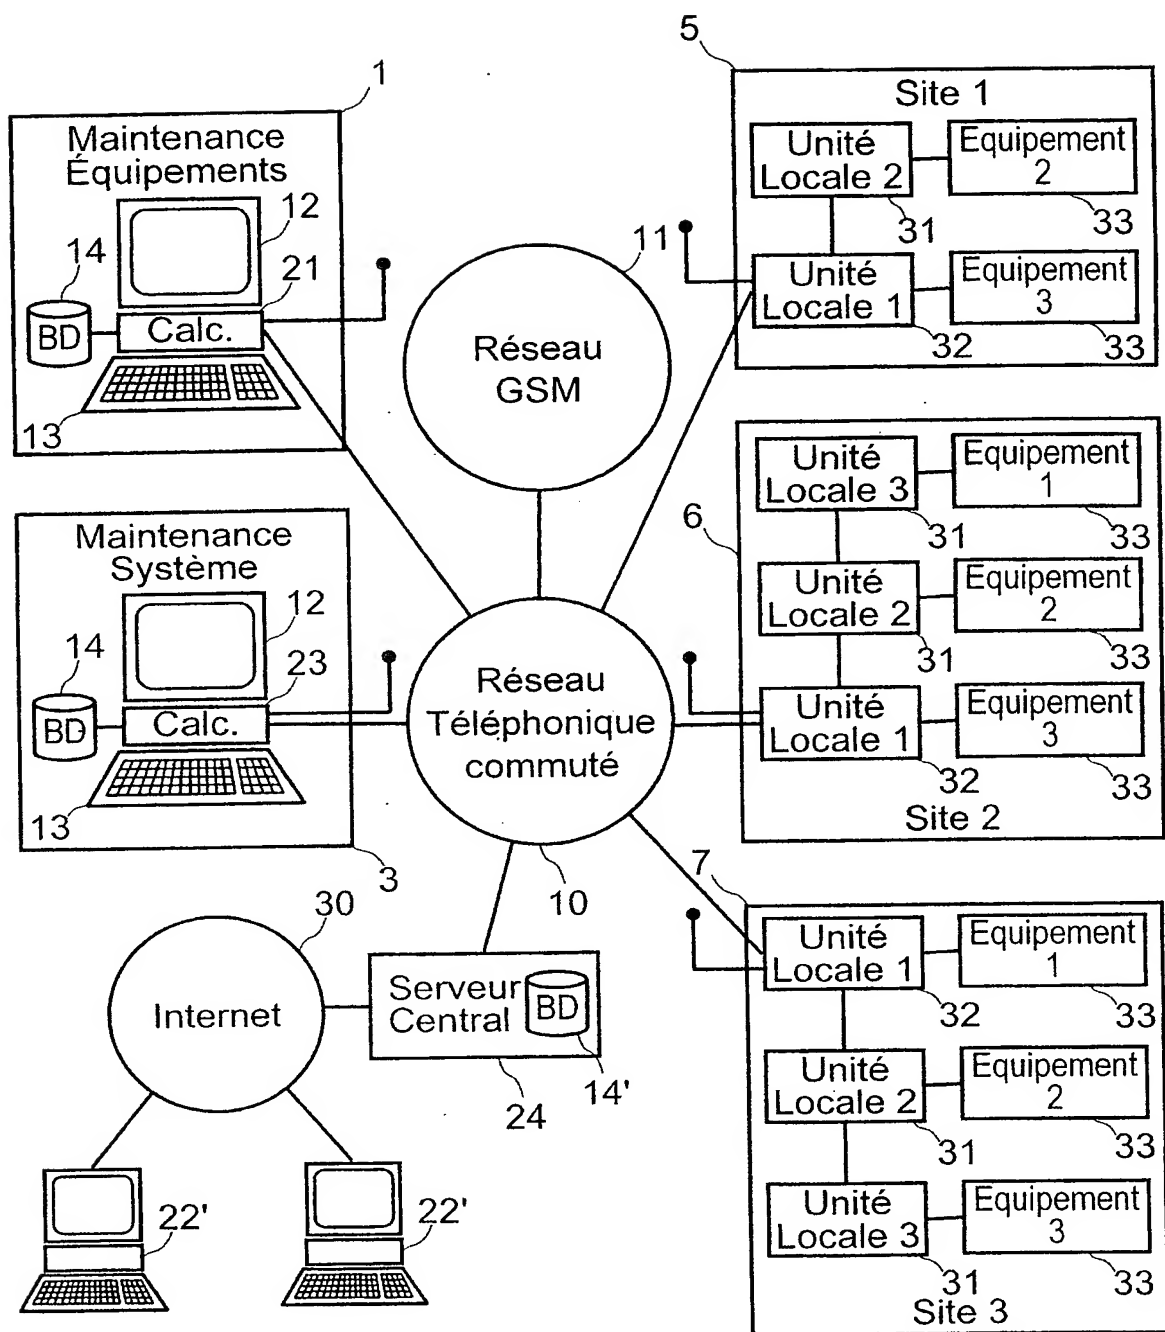 1
Maintenance
Équipements
12
14
21
BD
Calc.
13
11
Réseau
GSM
5
Site 1
Unité
Locale 2
Equipement
2
31
33
Unité
Locale 1
Equipement
3
32
33
Maintenance
Système
12
14
23
BD
Calc.
13
3
Réseau
Téléphonique
commuté
10
6
Unité
Locale 3
Equipement
1
31
33
Unité
Locale 2
Equipement
2
31
33
Unité
Locale 1
Equipement
3
32
33
Site 2
30
Internet
Serveur
Central
BD
24
14'
22'
22'
7
Unité
Locale 1
Equipement
1
32
33
Unité
Locale 2
Equipement
2
31
33
Unité
Locale 3
Equipement
3
31
33
Site 3